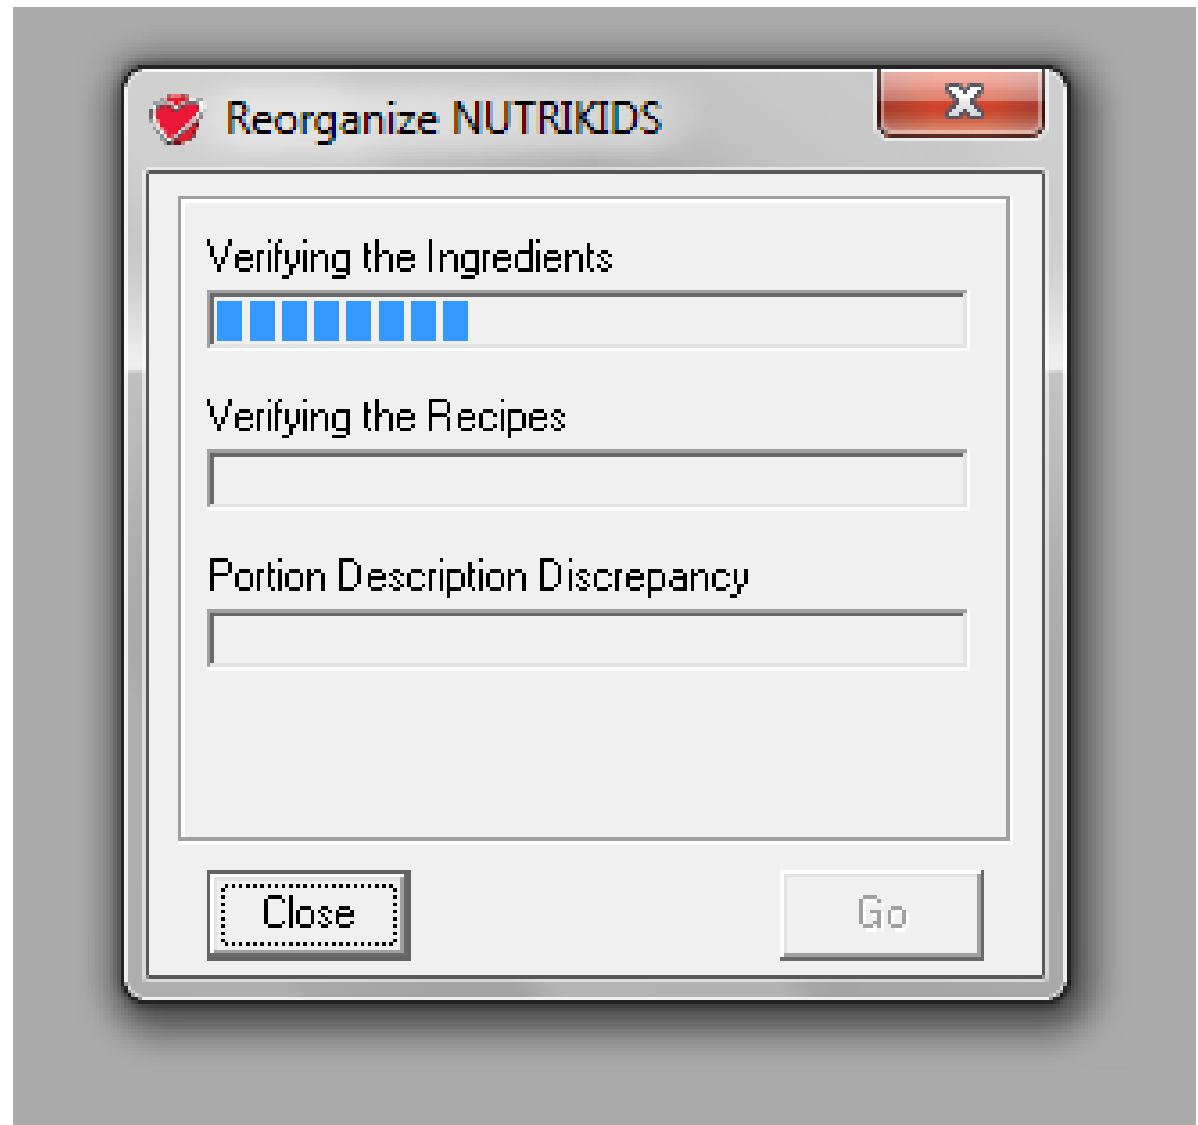 Reorganize NUTRIKIDS
Verifying the Ingredients
Verifying the Recipes
Portion Description Discrepancy
Close
Go